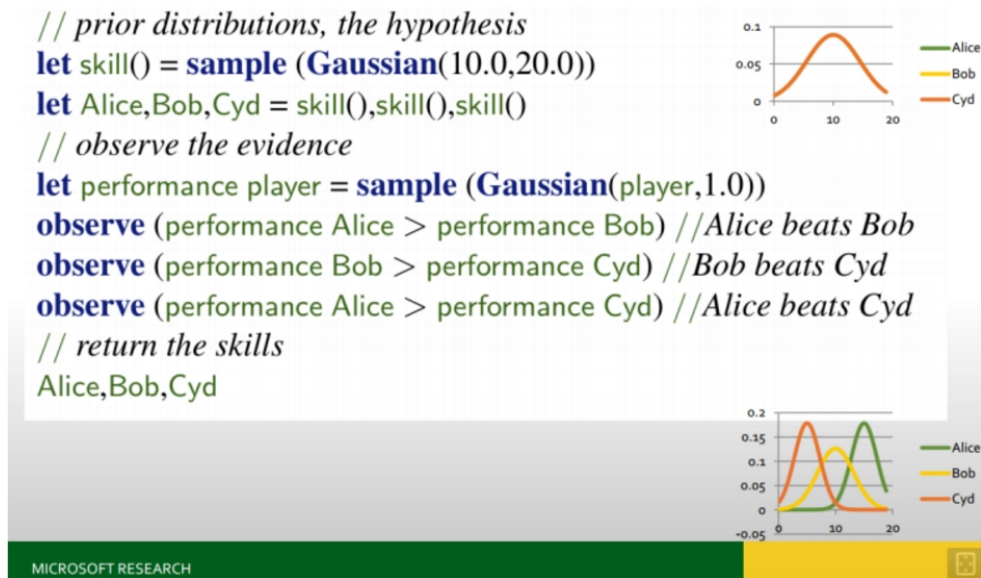 // prior distributions, the hypothesis
let skill() = sample (Gaussian(10.0,20.0))
let Alice,Bob,Cyd = skill(),skill(),skill()
// observe the evidence
let performance player = sample (Gaussian(player,1.0))
observe (performance Alice > performance Bob) //Alice beats Bob
observe (performance Bob > performance Cyd) //Bob beats Cyd
observe (performance Alice > performance Cyd) //Alice beats Cyd
// return the skills
Alice,Bob,Cyd
0.1
0.05
0
0 10 20
Alice
Bob
Cyd
0.2
0.15
0.1
0.05
0
-0.05
0 10 20
Alice
Bob
Cyd
MICROSOFT RESEARCH